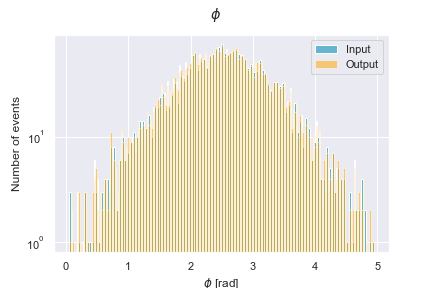 ϕ
Input
Output
Number of events
10¹
10⁰
0 1 2 3 4 5
ϕ [rad]